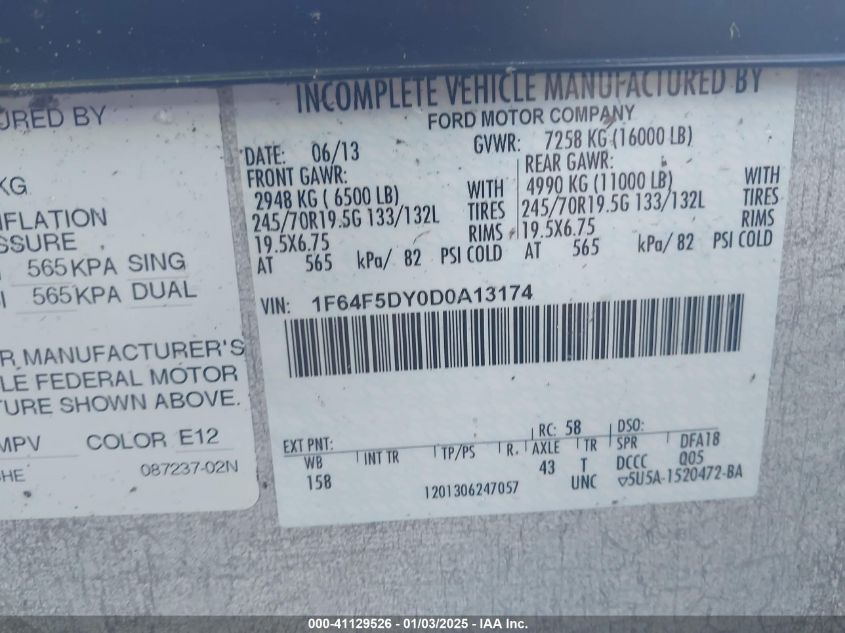 URED BY
KG
NFLATION
SSURE
565 KPA SING
565 KPA DUAL
R MANUFACTURER'S
LE FEDERAL MOTOR
TURE SHOWN ABOVE.
MPV COLOR E12
HE 087237-02N
INCOMPLETE VEHICLE MANUFACTURED BY
FORD MOTOR COMPANY
DATE: 06/13 GVWR: 7258 KG (16000 LB)
FRONT GAWR: REAR GAWR:
2948 KG ( 6500 LB) WITH 4990 KG (11000 LB) WITH
245/70R19.5G 133/132L TIRES 245/70R19.5G 133/132L TIRES
19.5X6.75 RIMS 19.5X6.75 RIMS
AT 565 kPa/ 82 PSI COLD AT 565 kPa/ 82 PSI COLD
VIN: 1F64F5DY0D0A13174
EXT PNT: RC: 58 DSO:
WB INT TR TP/PS R. AXLE TR SPR DFA18
158 43 T DCCC Q05
1201306247057 UNC ▽5U5A-1520472-BA
000-41129526 - 01/03/2025 - IAA Inc.